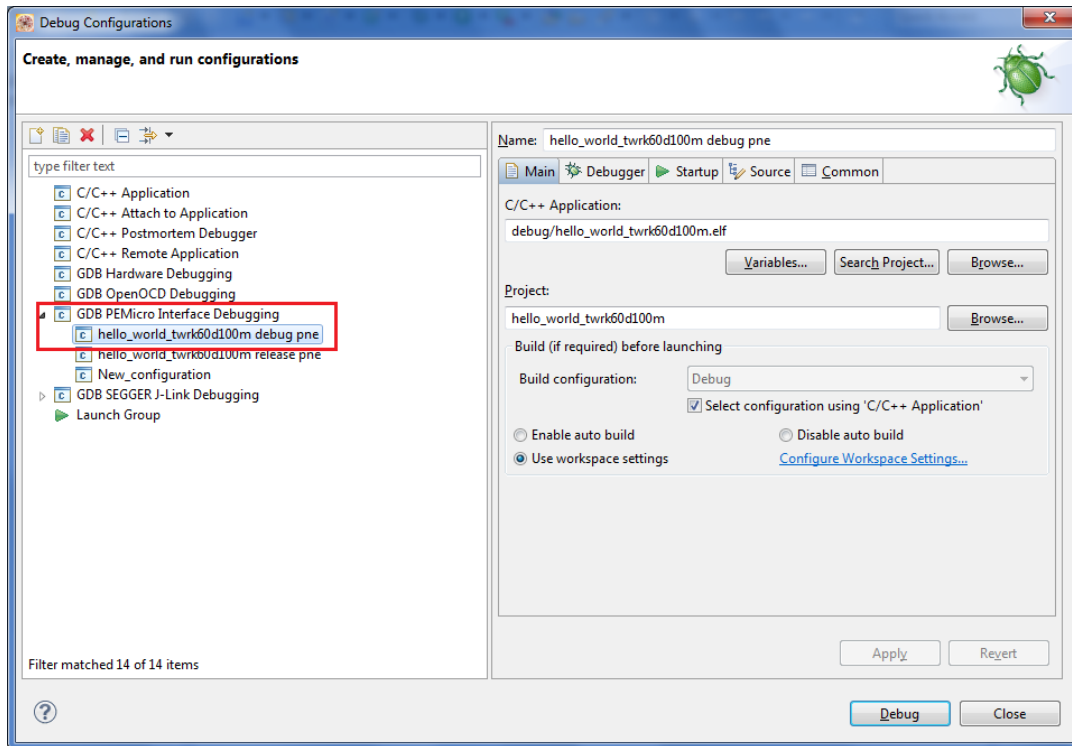 Debug Configurations
Create, manage, and run configurations
type filter text
C/C++ Application
C/C++ Attach to Application
C/C++ Postmortem Debugger
C/C++ Remote Application
GDB Hardware Debugging
GDB OpenOCD Debugging
GDB PEMicro Interface Debugging
hello_world_twrk60d100m debug pne
hello_world_twrk60d100m release pne
New_configuration
GDB SEGGER J-Link Debugging
Launch Group
Filter matched 14 of 14 items
Name: hello_world_twrk60d100m debug pne
Main Debugger Startup Source Common
C/C++ Application:
debug/hello_world_twrk60d100m.elf
Variables... Search Project... Browse...
Project:
hello_world_twrk60d100m Browse...
Build (if required) before launching
Build configuration: Debug
Select configuration using 'C/C++ Application'
Enable auto build Disable auto build
Use workspace settings Configure Workspace Settings...
Apply Revert
? Debug Close